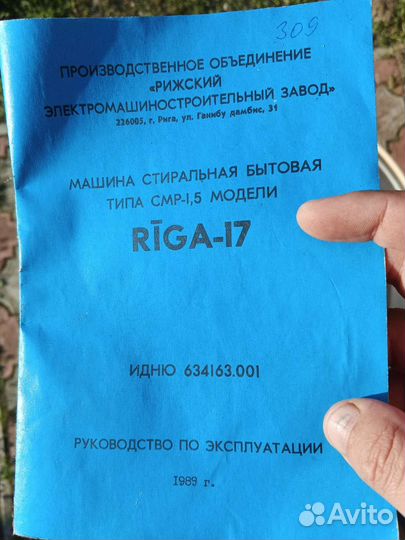 309
ПРОИЗВОДСТВЕННОЕ ОБЪЕДИНЕНИЕ
«РИЖСКИЙ
ЭЛЕКТРОМАШИНОСТРОИТЕЛЬНЫЙ ЗАВОД»
226005, г. Рига, ул. Ганибу дамбис, 31
МАШИНА СТИРАЛЬНАЯ БЫТОВАЯ
ТИПА СМР-1,5 МОДЕЛИ
RĪGA-17
ИДНЮ 634163.001
РУКОВОДСТВО ПО ЭКСПЛУАТАЦИИ
1989 г.
Avito